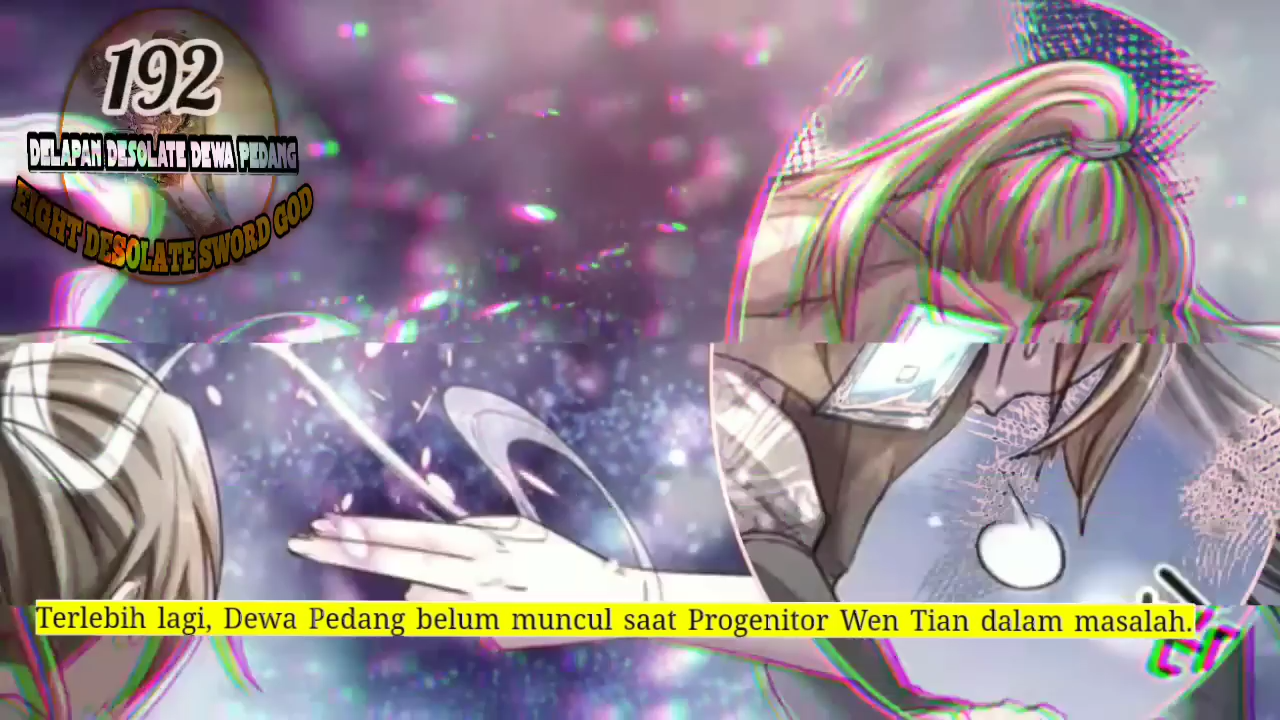 192
DELAPAN DESOLATE DEWA PEDANG
EIGHT DESOLATE SWORD GOD
Terlebih lagi, Dewa Pedang belum muncul saat Progenitor Wen Tian dalam masalah.